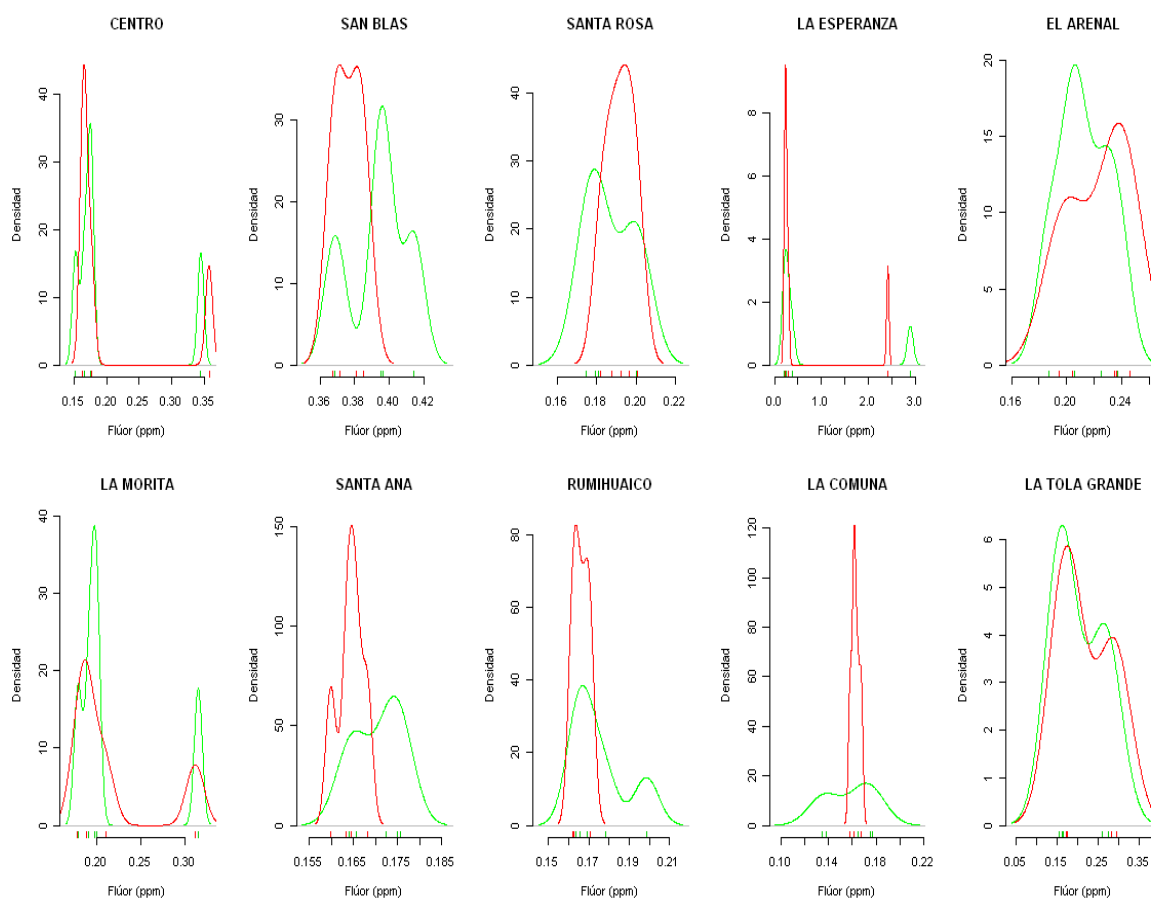 CENTRO
SAN BLAS
SANTA ROSA
LA ESPERANZA
EL ARENAL
Densidad
0 10 20 30 40
0.15 0.20 0.25 0.30 0.35
Flúor (ppm)
Densidad
0 10 20 30
0.36 0.38 0.40 0.42
Flúor (ppm)
Densidad
0 10 20 30 40
0.16 0.18 0.20 0.22
Flúor (ppm)
Densidad
0 2 4 6 8
0.0 1.0 2.0 3.0
Flúor (ppm)
Densidad
0 5 10 15 20
0.16 0.20 0.24
Flúor (ppm)
LA MORITA
SANTA ANA
RUMIHUAICO
LA COMUNA
LA TOLA GRANDE
Densidad
0 10 20 30 40
0.20 0.30
Flúor (ppm)
Densidad
0 50 100 150
0.155 0.165 0.175 0.185
Flúor (ppm)
Densidad
0 20 40 60 80
0.15 0.17 0.19 0.21
Flúor (ppm)
Densidad
0 20 40 60 80 100 120
0.10 0.14 0.18 0.22
Flúor (ppm)
Densidad
0 1 2 3 4 5 6
0.05 0.15 0.25 0.35
Flúor (ppm)